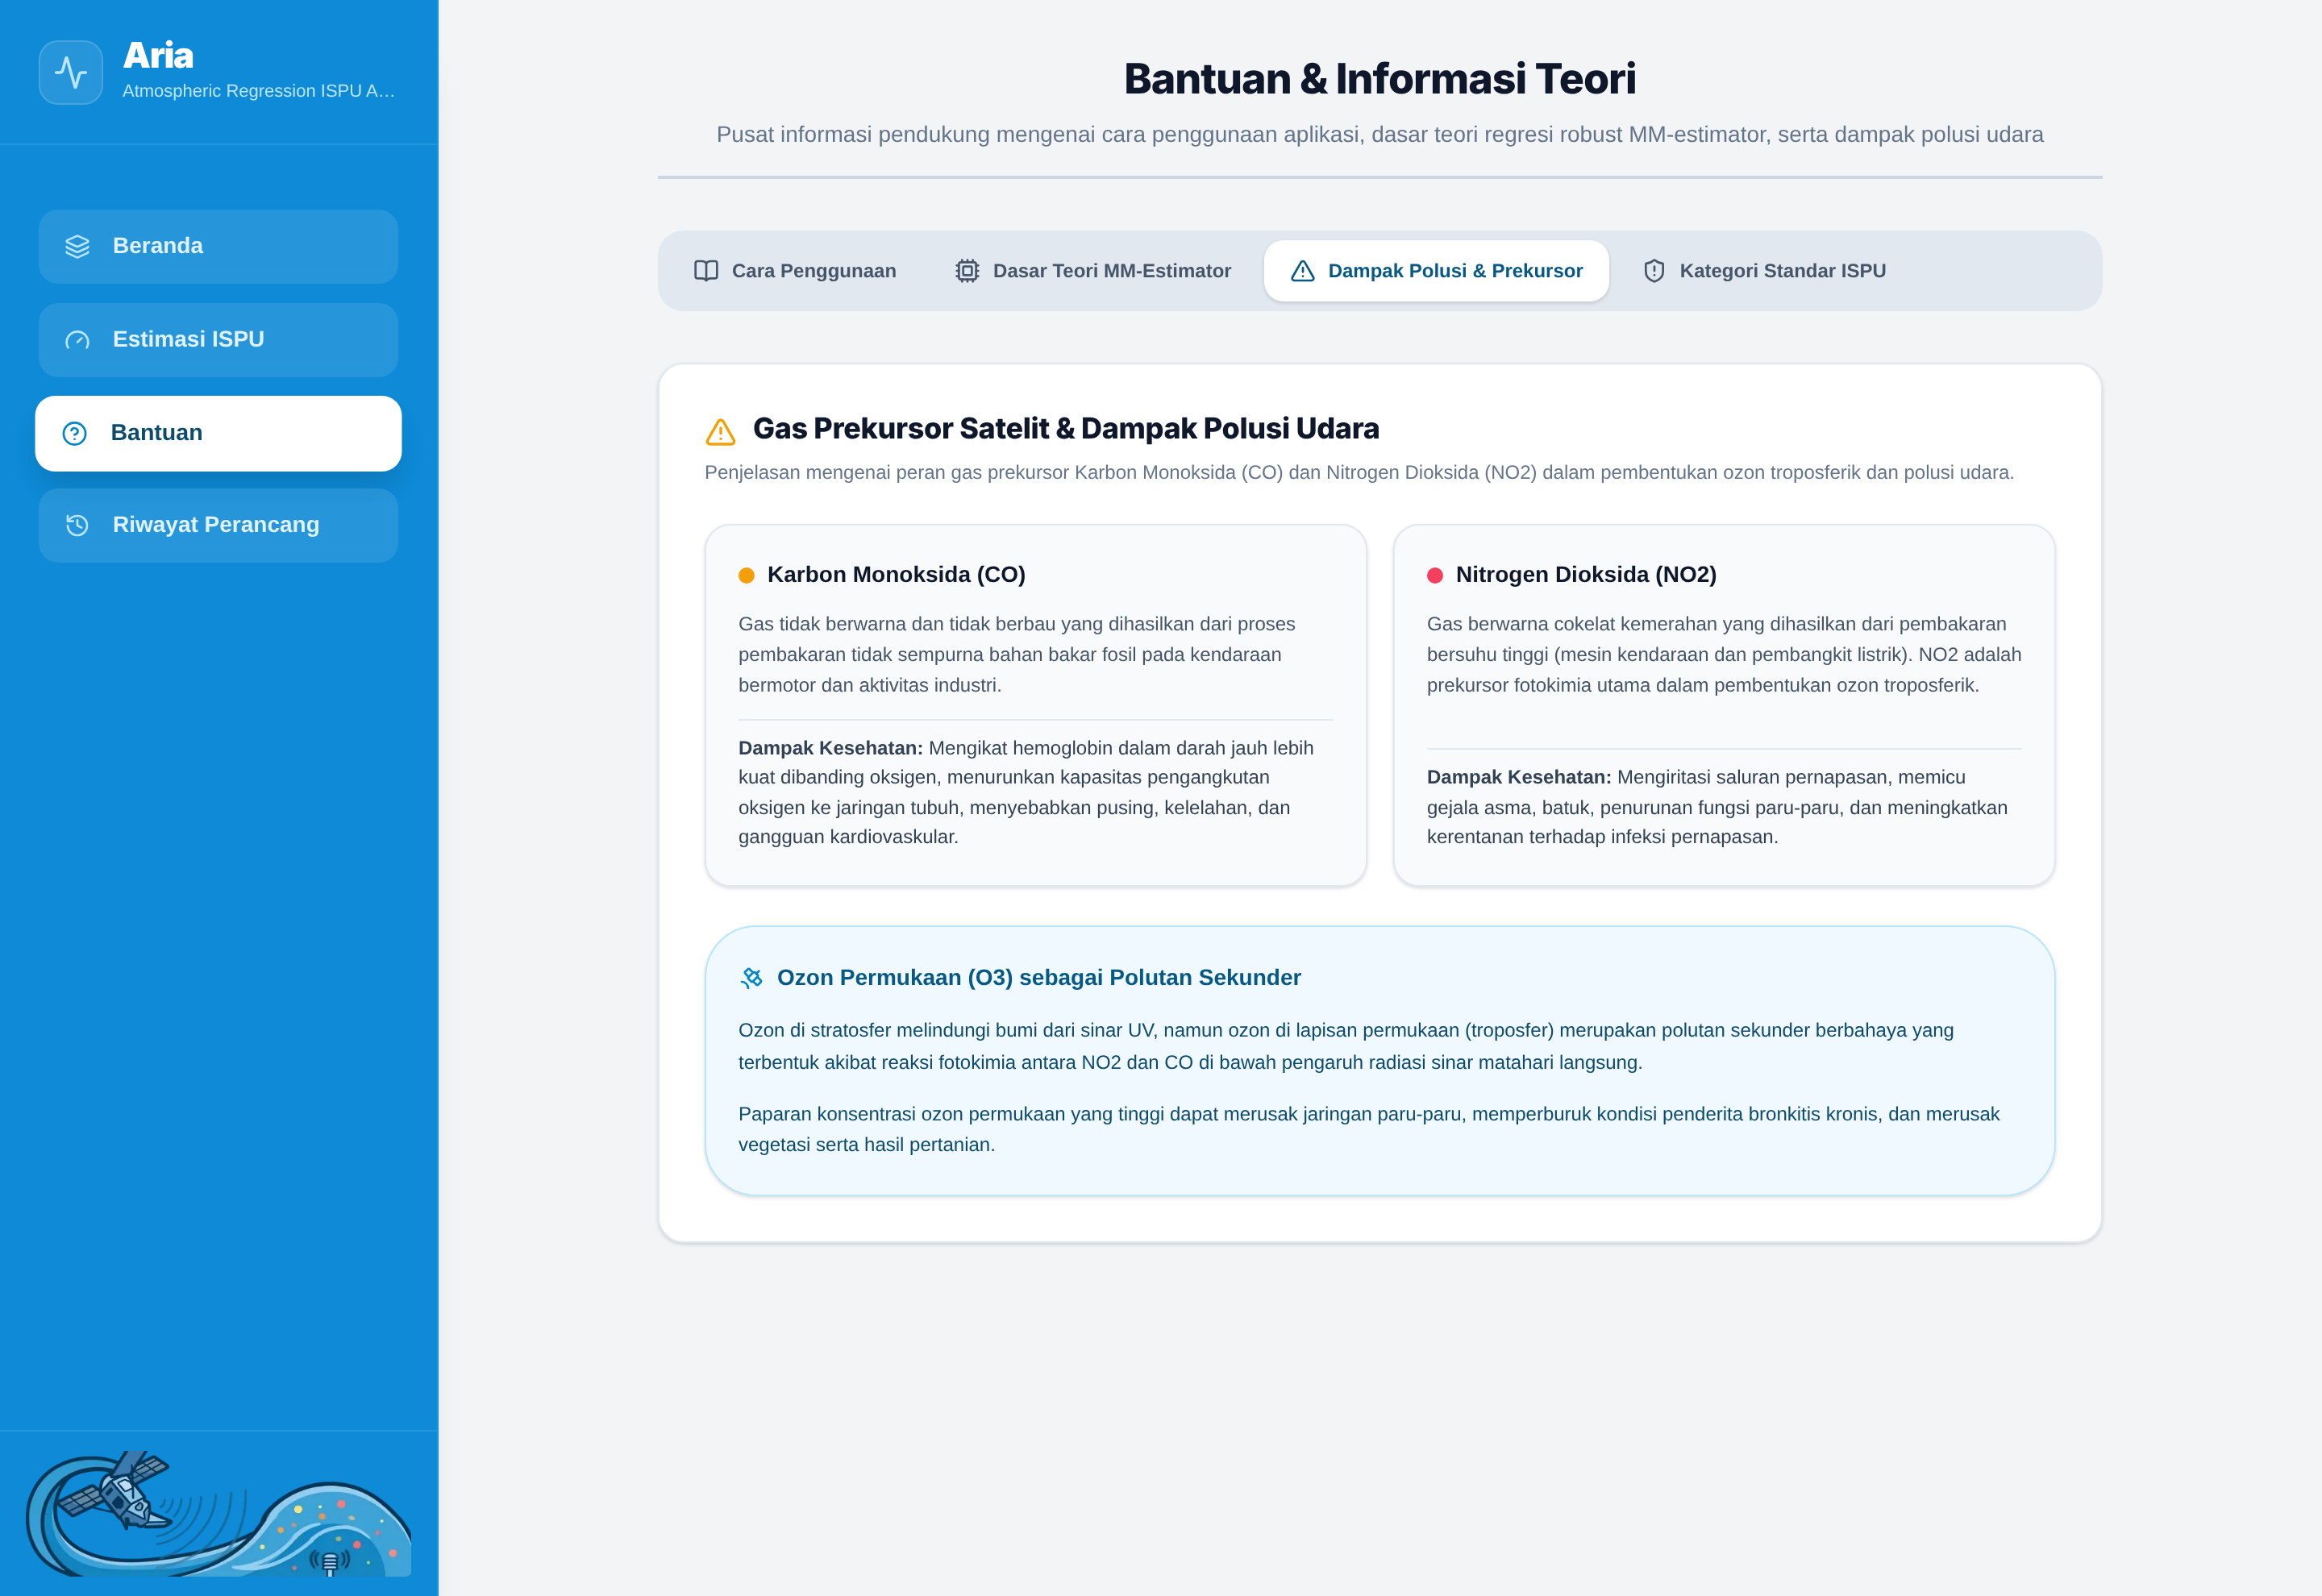 Aria
Atmospheric Regression ISPU A...
Beranda
Estimasi ISPU
Bantuan
Riwayat Perancang
Bantuan & Informasi Teori
Pusat informasi pendukung mengenai cara penggunaan aplikasi, dasar teori regresi robust MM-estimator, serta dampak polusi udara
Cara Penggunaan
Dasar Teori MM-Estimator
Dampak Polusi & Prekursor
Kategori Standar ISPU
Gas Prekursor Satelit & Dampak Polusi Udara
Penjelasan mengenai peran gas prekursor Karbon Monoksida (CO) dan Nitrogen Dioksida (NO2) dalam pembentukan ozon troposferik dan polusi udara.
Karbon Monoksida (CO)
Gas tidak berwarna dan tidak berbau yang dihasilkan dari proses
pembakaran tidak sempurna bahan bakar fosil pada kendaraan
bermotor dan aktivitas industri.
Dampak Kesehatan: Mengikat hemoglobin dalam darah jauh lebih
kuat dibanding oksigen, menurunkan kapasitas pengangkutan
oksigen ke jaringan tubuh, menyebabkan pusing, kelelahan, dan
gangguan kardiovaskular.
Nitrogen Dioksida (NO2)
Gas berwarna cokelat kemerahan yang dihasilkan dari pembakaran
bersuhu tinggi (mesin kendaraan dan pembangkit listrik). NO2 adalah
prekursor fotokimia utama dalam pembentukan ozon troposferik.
Dampak Kesehatan: Mengiritasi saluran pernapasan, memicu
gejala asma, batuk, penurunan fungsi paru-paru, dan meningkatkan
kerentanan terhadap infeksi pernapasan.
Ozon Permukaan (O3) sebagai Polutan Sekunder
Ozon di stratosfer melindungi bumi dari sinar UV, namun ozon di lapisan permukaan (troposfer) merupakan polutan sekunder berbahaya yang
terbentuk akibat reaksi fotokimia antara NO2 dan CO di bawah pengaruh radiasi sinar matahari langsung.
Paparan konsentrasi ozon permukaan yang tinggi dapat merusak jaringan paru-paru, memperburuk kondisi penderita bronkitis kronis, dan merusak
vegetasi serta hasil pertanian.